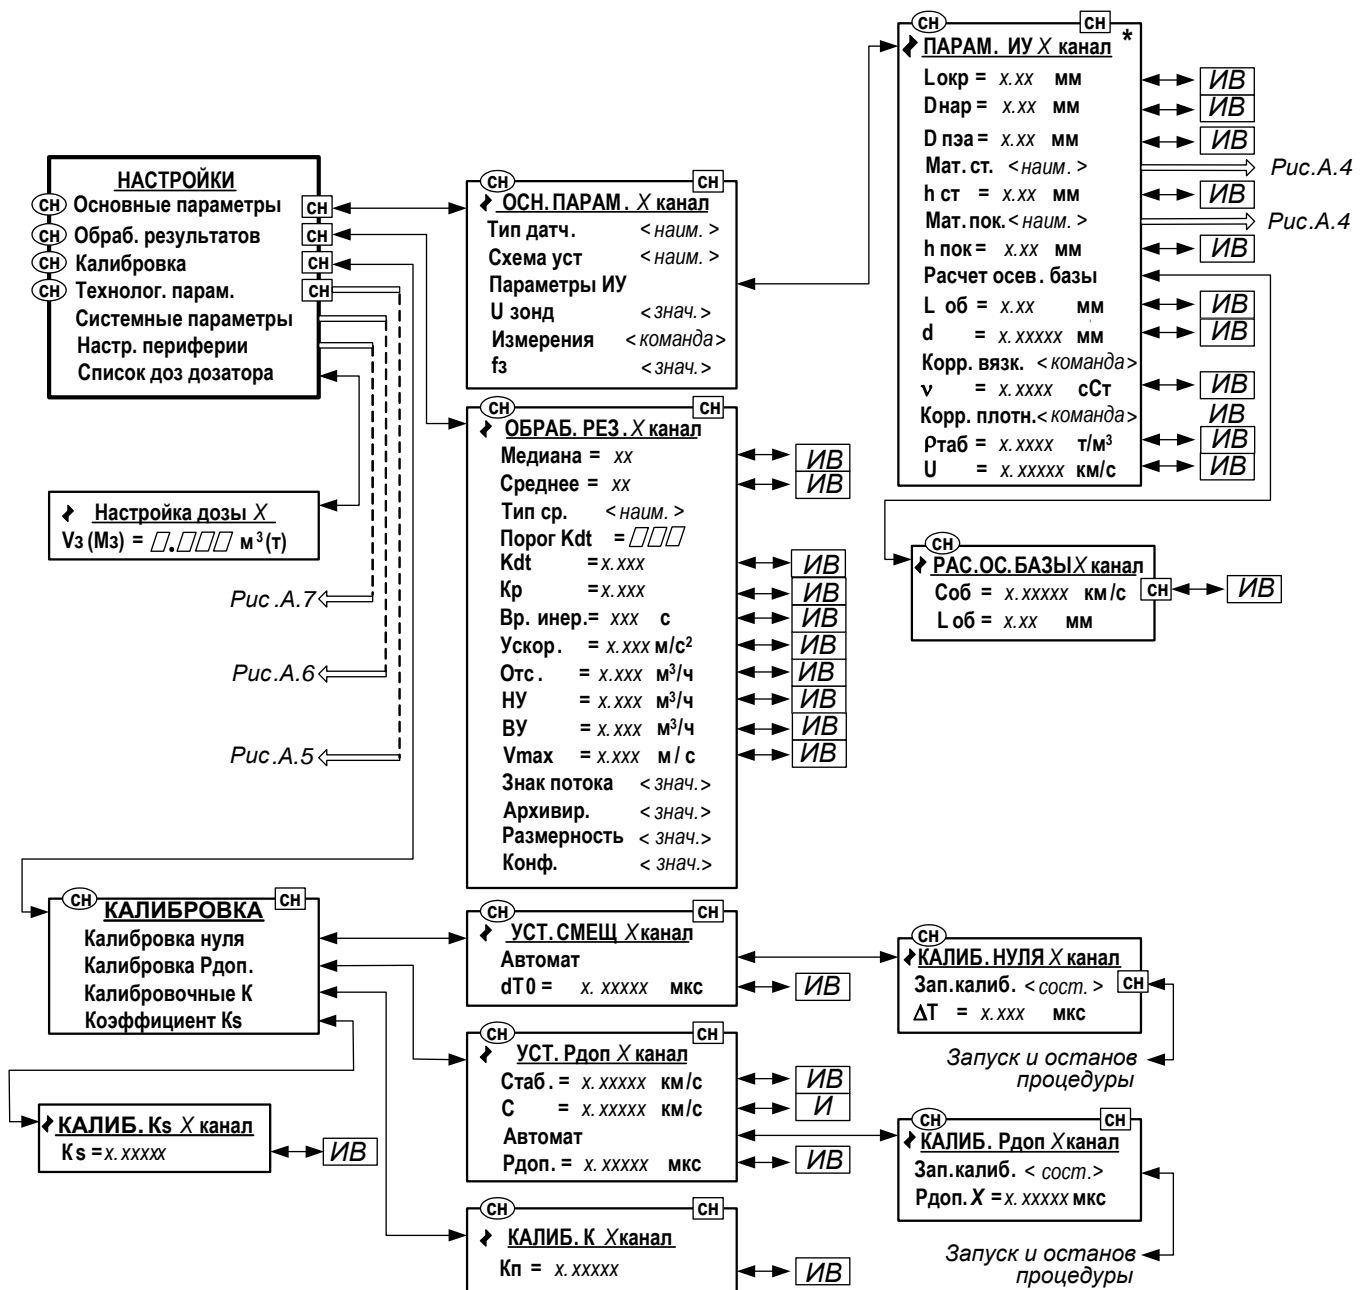 НАСТРОЙКИ
СН Основные параметры СН
СН Обраб. результатов СН
СН Калибровка СН
СН Технолог. парам. СН
Системные параметры
Настр. периферии
Список доз дозатора
Настройка дозы X
Vз (Mз) = 0.000 м³(т)
Рис.А.7
Рис.А.6
Рис.А.5
СН СН
ОСН. ПАРАМ. X канал
Тип датч. <наим.>
Схема уст <наим.>
Параметры ИУ
U зонд <знач.>
Измерения <команда>
fз <знач.>
СН СН
ОБРАБ. РЕЗ. X канал
Медиана = xx ИВ
Среднее = xx ИВ
Тип ср. <наим.>
Порог Kdt = 000
Kdt = x.xxx ИВ
Kp = x.xxx ИВ
Вр. инер. = xxx с ИВ
Ускор. = x.xxx м/с² ИВ
Отс. = x.xxx м³/ч ИВ
НУ = x.xxx м³/ч ИВ
ВУ = x.xxx м³/ч ИВ
Vmax = x.xxx м/с ИВ
Знак потока <знач.>
Архивир. <знач.>
Размерность <знач.>
Конф. <знач.>
СН СН
ПАРАМ. ИУ X канал *
Lокр = x.xx мм ИВ
Dнар = x.xx мм ИВ
D пэа = x.xx мм ИВ
Мат. ст. <наим.> Рис.А.4
h ст = x.xx мм ИВ
Мат. пок. <наим.> Рис.А.4
h пок = x.xx мм ИВ
Расчет осев. базы
L об = x.xx мм ИВ
d = x.xxxxx мм ИВ
Корр. вязк. <команда>
ν = x.xxxx сСт ИВ
Корр. плотн. <команда> ИВ
ρтаб = x.xxxx т/м³ ИВ
U = x.xxxxx км/с ИВ
СН
РАС. ОС. БАЗЫ X канал
Соб = x.xxxxx км/с СН ИВ
L об = x.xx мм
СН СН
КАЛИБРОВКА
Калибровка нуля
Калибровка Рдоп.
Калибровочные К
Коэффициент Ks
КАЛИБ. Ks X канал
Ks = x.xxxxx ИВ
СН СН
УСТ. СМЕЩ X канал
Автомат
dT0 = x.xxxxx мкс ИВ
СН СН
УСТ. Рдоп X канал
Стаб. = x.xxxxx км/с ИВ
С = x.xxxxx км/с И
Автомат
Рдоп. = x.xxxxx мкс ИВ
СН СН
КАЛИБ. К X канал
Кп = x.xxxxx ИВ
СН
КАЛИБ. НУЛЯ X канал
Зап.калиб. <сост.> СН
ΔT = x.xxx мкс
Запуск и останов
процедуры
СН СН
КАЛИБ. Рдоп X канал
Зап.калиб. <сост.>
Рдоп. X = x.xxxxx мкс
Запуск и останов
процедуры